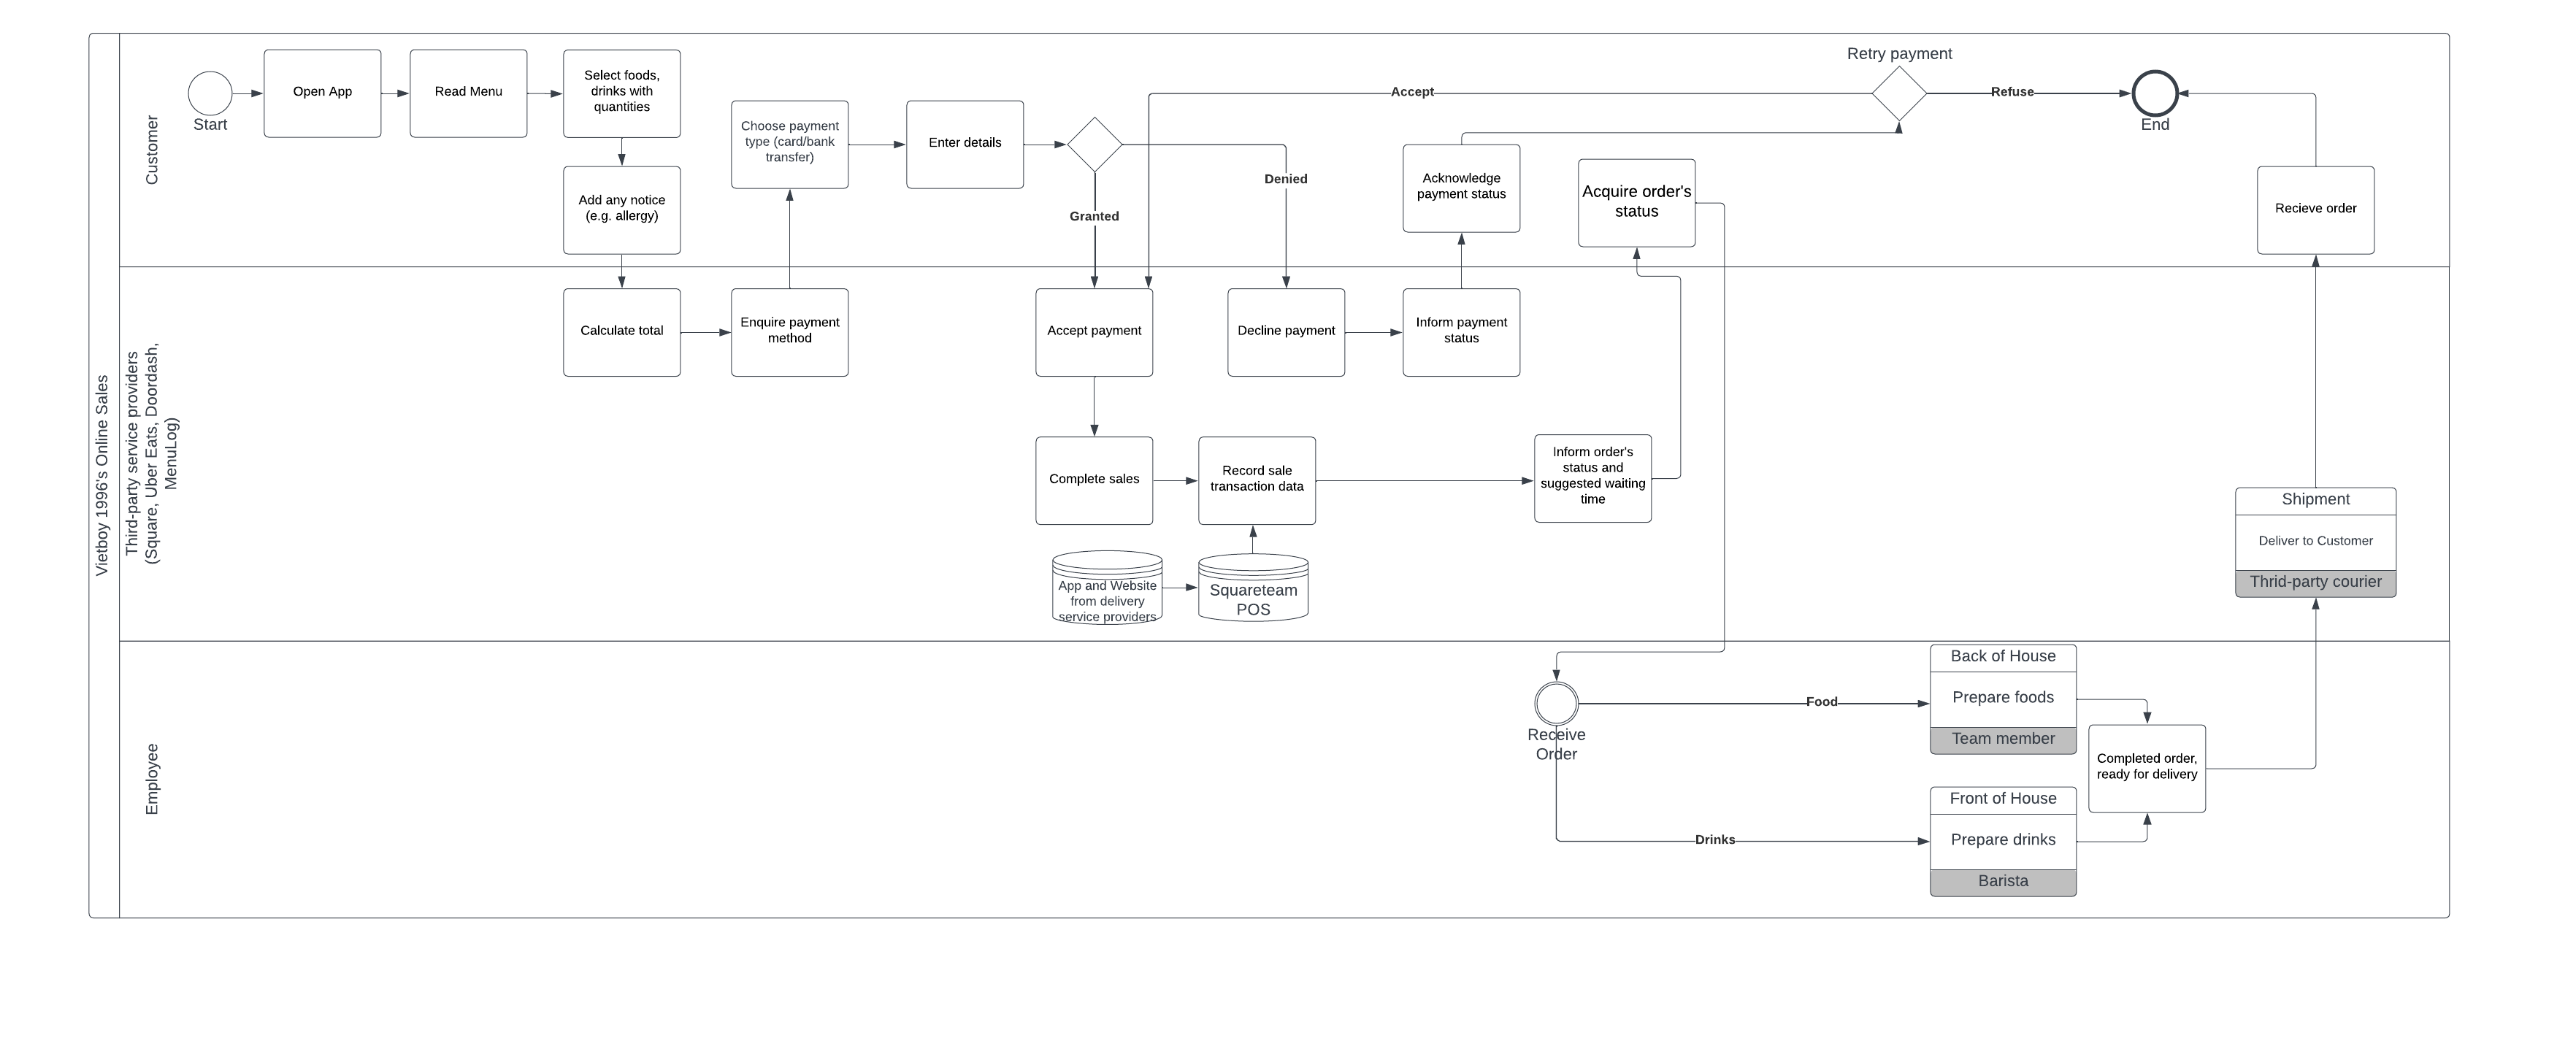 Vietboy 1996's Online Sales
Customer
Start
Open App
Read Menu
Select foods,
drinks with
quantities
Add any notice
(e.g. allergy)
Choose payment
type (card/bank
transfer)
Enter details
Granted
Denied
Accept
Acknowledge
payment status
Acquire order's
status
Retry payment
Refuse
End
Recieve order
Third-party service providers
(Square, Uber Eats, Doordash,
MenuLog)
Calculate total
Enquire payment
method
Accept payment
Decline payment
Inform payment
status
Complete sales
Record sale
transaction data
Inform order's
status and
suggested waiting
time
App and Website
from delivery
service providers
Squareteam
POS
Shipment
Deliver to Customer
Thrid-party courier
Employee
Receive
Order
Food
Drinks
Back of House
Prepare foods
Team member
Front of House
Prepare drinks
Barista
Completed order,
ready for delivery